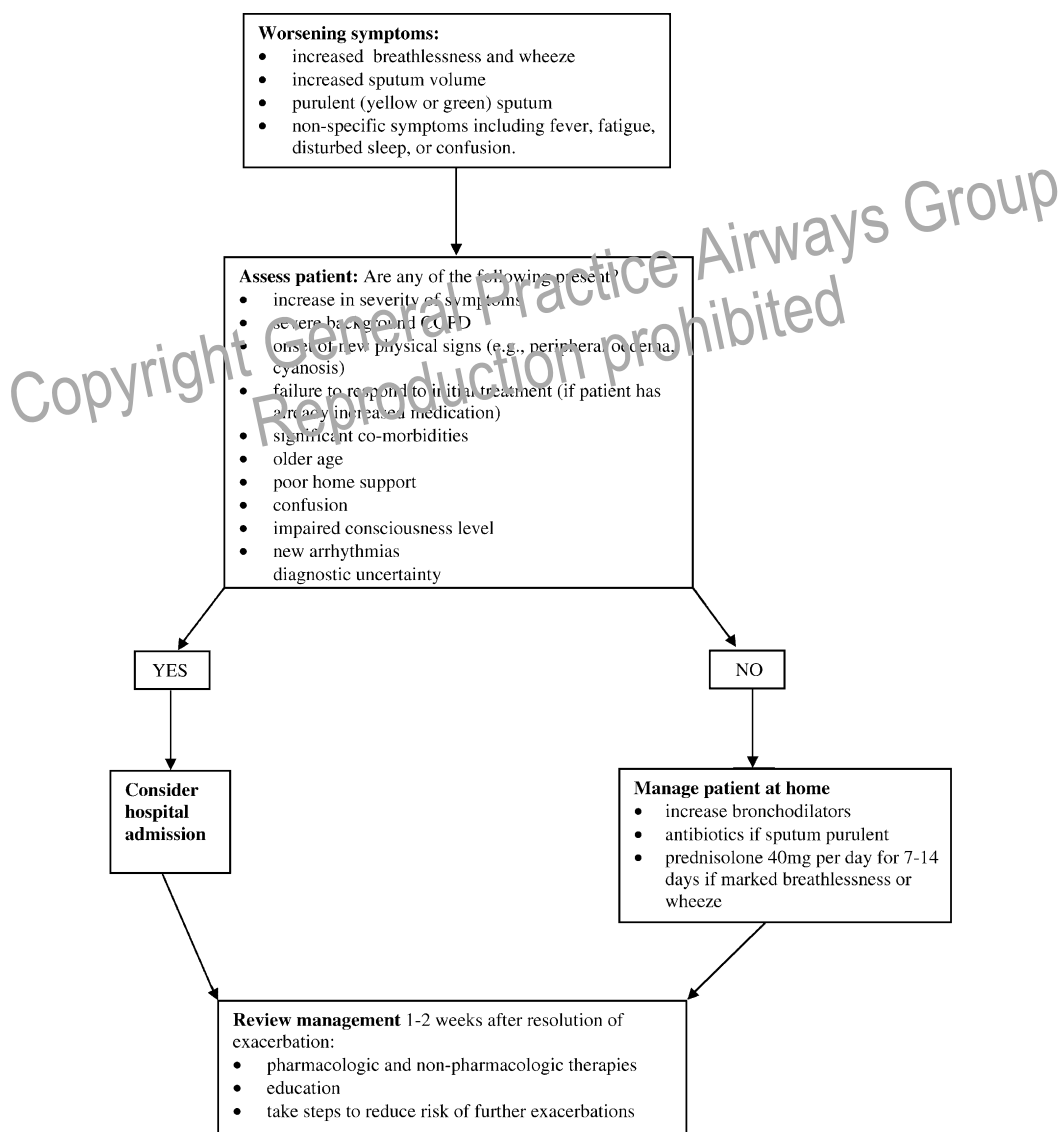 Worsening symptoms:
• increased breathlessness and wheeze
• increased sputum volume
• purulent (yellow or green) sputum
• non-specific symptoms including fever, fatigue,
disturbed sleep, or confusion.
Assess patient: Are any of the following present?
• increase in severity of symptoms
• severe background COPD
• onset of new physical signs (e.g., peripheral oedema,
cyanosis)
• failure to respond to initial treatment (if patient has
already increased medication)
• significant co-morbidities
• older age
• poor home support
• confusion
• impaired consciousness level
• new arrhythmias
diagnostic uncertainty
Copyright General Practice Airways Group
Reproduction prohibited
YES
NO
Consider
hospital
admission
Manage patient at home
• increase bronchodilators
• antibiotics if sputum purulent
• prednisolone 40mg per day for 7-14
days if marked breathlessness or
wheeze
Review management 1-2 weeks after resolution of
exacerbation:
• pharmacologic and non-pharmacologic therapies
• education
• take steps to reduce risk of further exacerbations